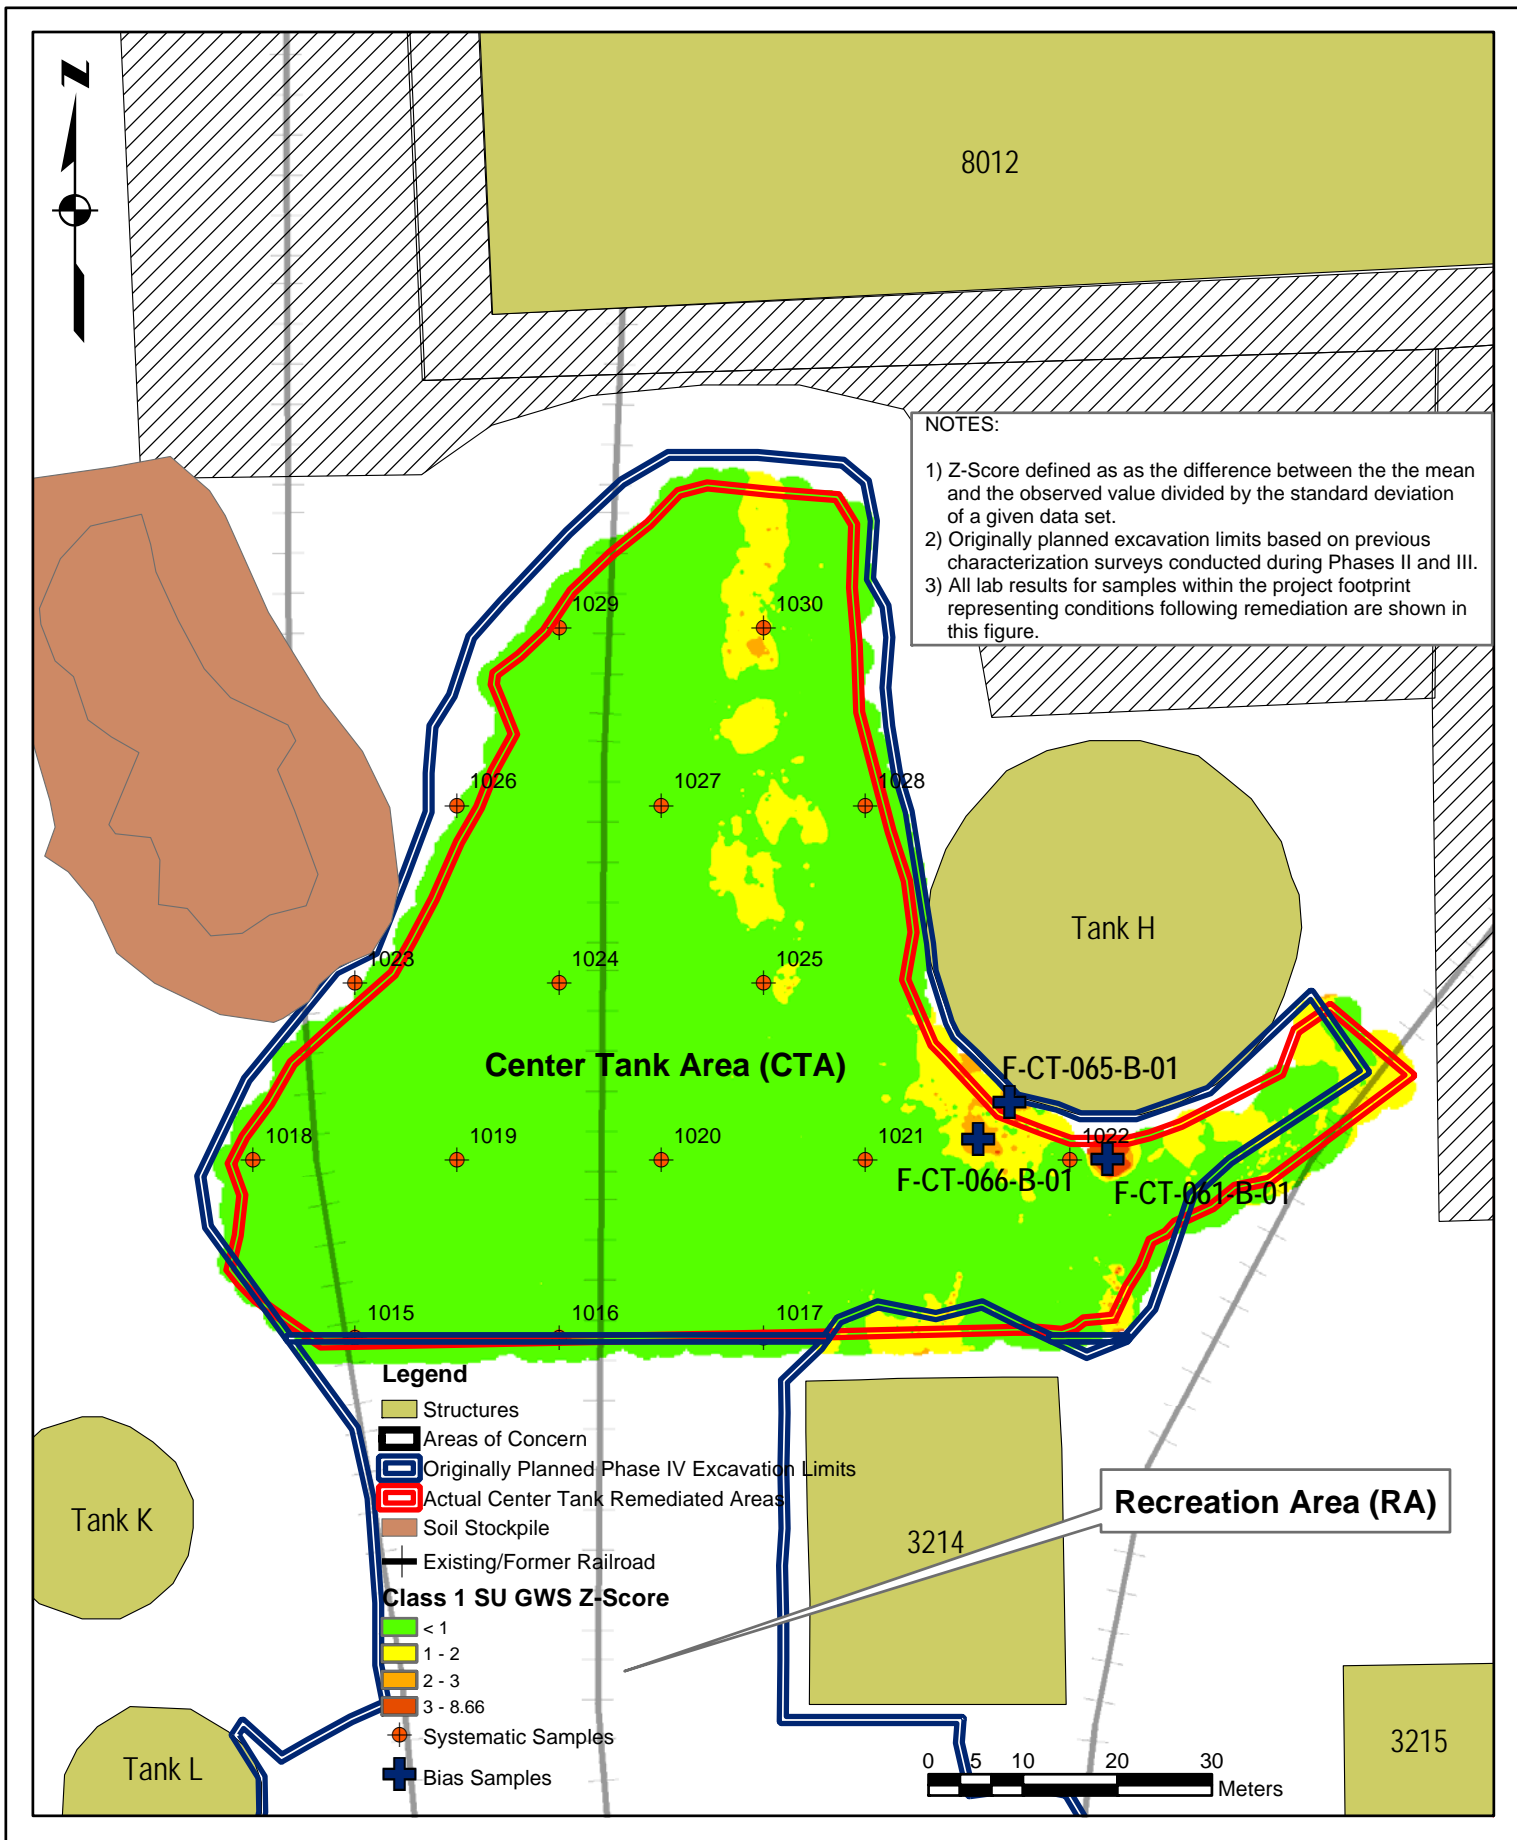 N
8012
NOTES:
1) Z-Score defined as as the difference between the the mean
and the observed value divided by the standard deviation
of a given data set.
2) Originally planned excavation limits based on previous
characterization surveys conducted during Phases II and III.
3) All lab results for samples within the project footprint
representing conditions following remediation are shown in
this figure.
1029
1030
1026
1027
1028
Tank H
1023
1024
1025
Center Tank Area (CTA)
F-CT-065-B-01
1018
1019
1020
1021
1022
F-CT-066-B-01
F-CT-061-B-01
1015
1016
1017
Legend
Structures
Areas of Concern
Originally Planned Phase IV Excavation Limits
Actual Center Tank Remediated Areas
Soil Stockpile
Existing/Former Railroad
Class 1 SU GWS Z-Score
< 1
1 - 2
2 - 3
3 - 8.66
Systematic Samples
Bias Samples
Tank K
Recreation Area (RA)
3214
Tank L
3215
0 5 10 20 30
Meters